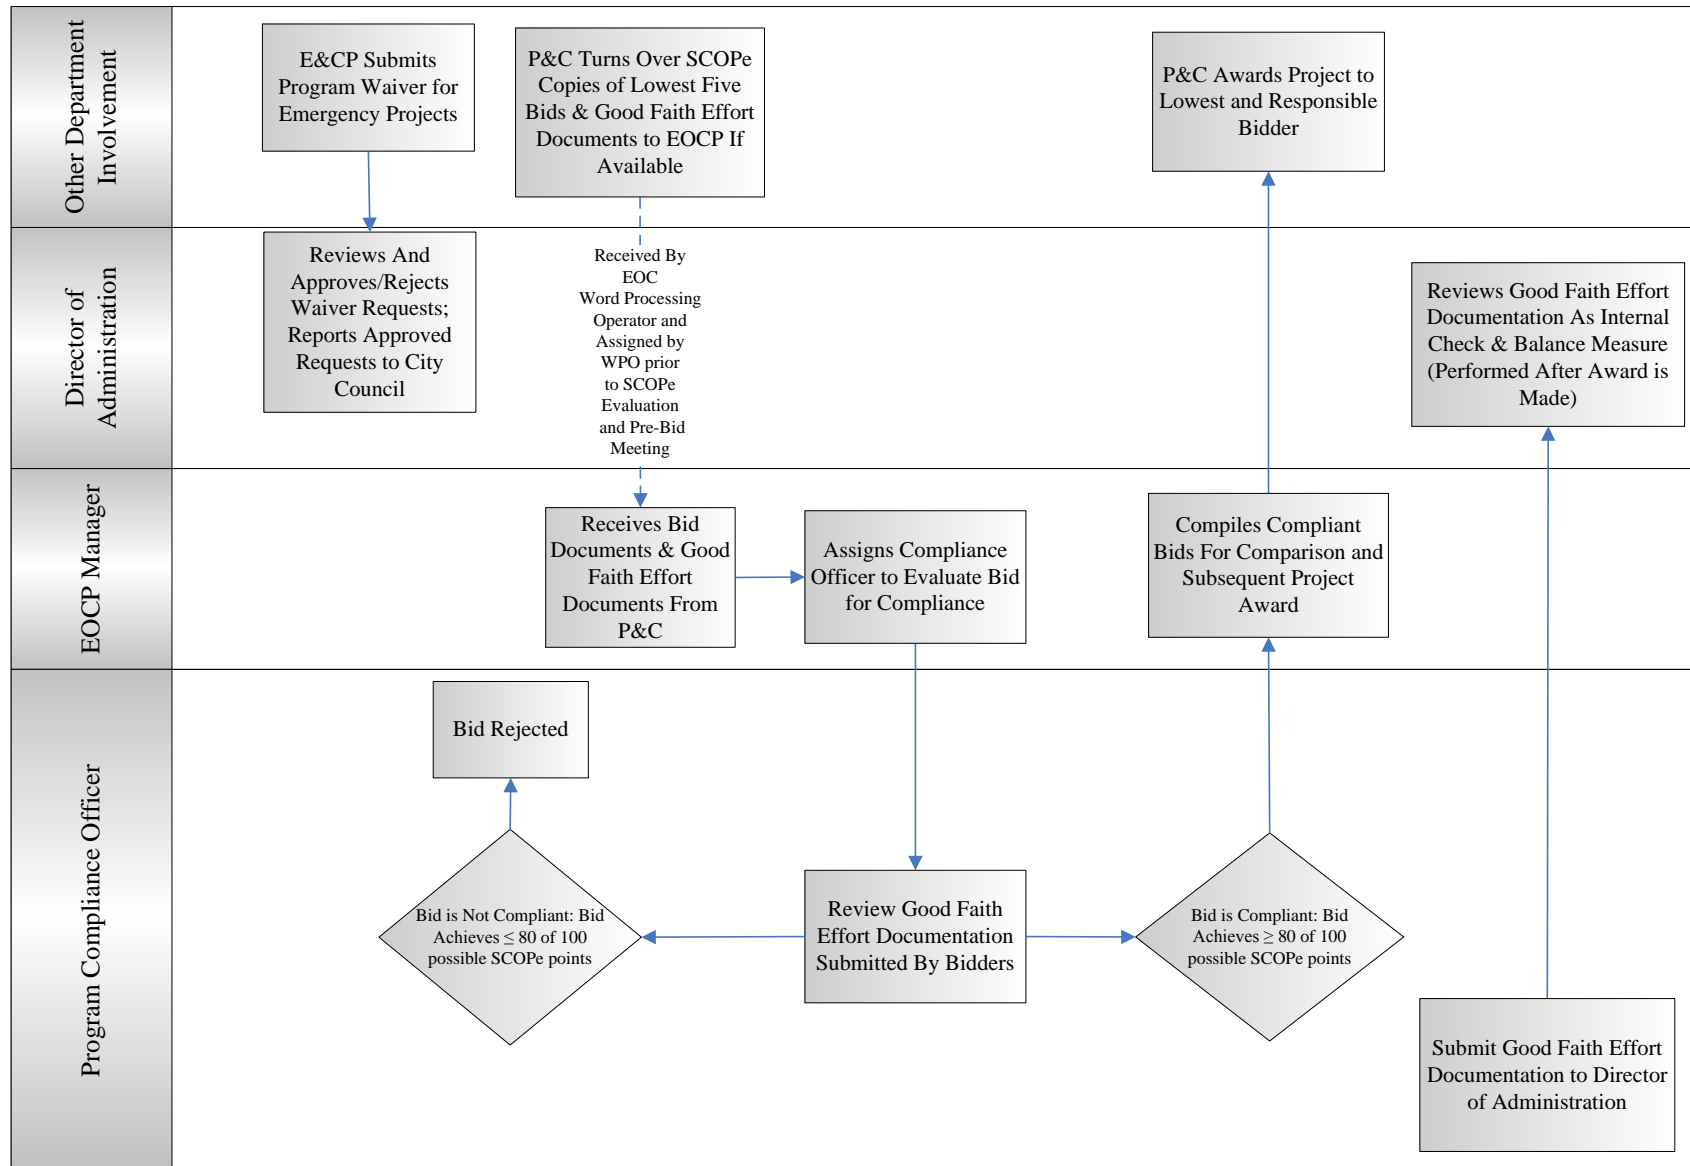 Other Department
Involvement
E&CP Submits
Program Waiver for
Emergency Projects
P&C Turns Over SCOPe
Copies of Lowest Five
Bids & Good Faith Effort
Documents to EOCP If
Available
P&C Awards Project to
Lowest and Responsible
Bidder
Director of
Administration
Reviews And
Approves/Rejects
Waiver Requests;
Reports Approved
Requests to City
Council
Received By
EOC
Word Processing
Operator and
Assigned by
WPO prior
to SCOPe
Evaluation
and Pre-Bid
Meeting
Reviews Good Faith Effort
Documentation As Internal
Check & Balance Measure
(Performed After Award is
Made)
EOCP Manager
Receives Bid
Documents & Good
Faith Effort
Documents From
P&C
Assigns Compliance
Officer to Evaluate Bid
for Compliance
Compiles Compliant
Bids For Comparison and
Subsequent Project
Award
Program Compliance Officer
Bid Rejected
Bid is Not Compliant: Bid
Achieves ≤ 80 of 100
possible SCOPe points
Review Good Faith
Effort Documentation
Submitted By Bidders
Bid is Compliant: Bid
Achieves ≥ 80 of 100
possible SCOPe points
Submit Good Faith Effort
Documentation to Director
of Administration